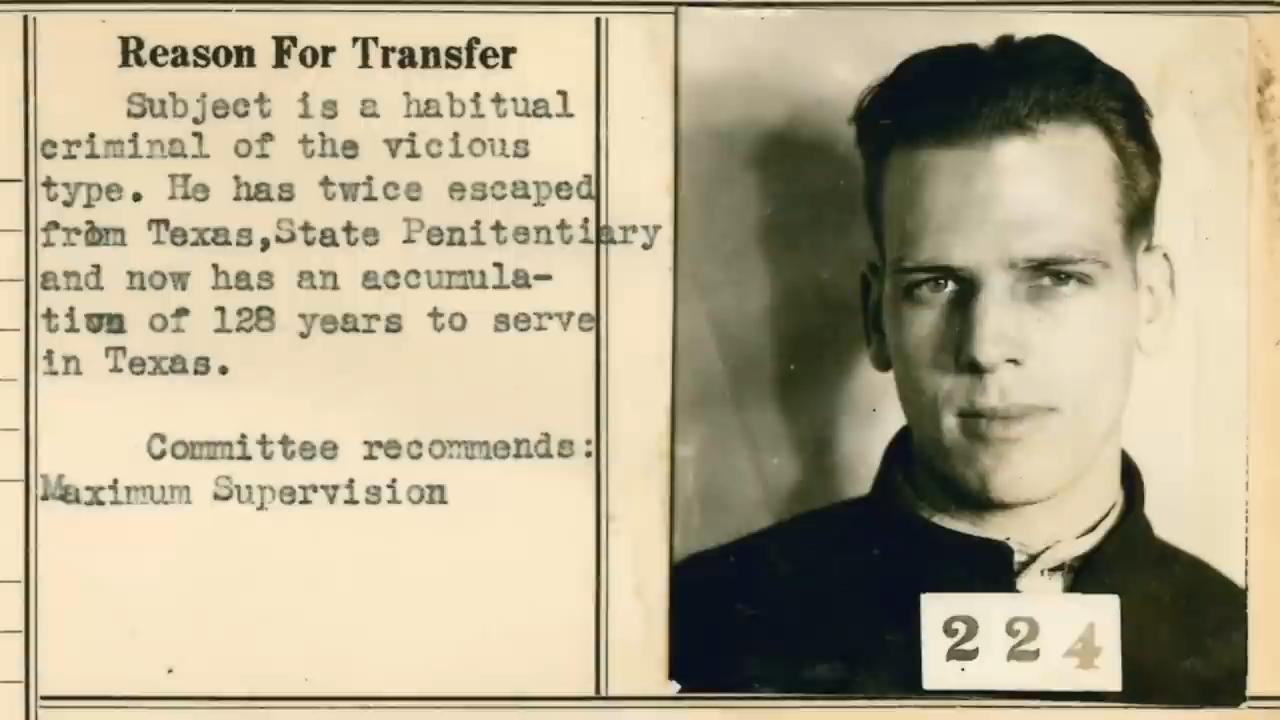 Reason For Transfer
Subject is a habitual
criminal of the vicious
type. He has twice escaped
from Texas,State Penitentiary
and now has an accumula-
tion of 128 years to serve
in Texas.
Committee recommends:
Maximum Supervision
224